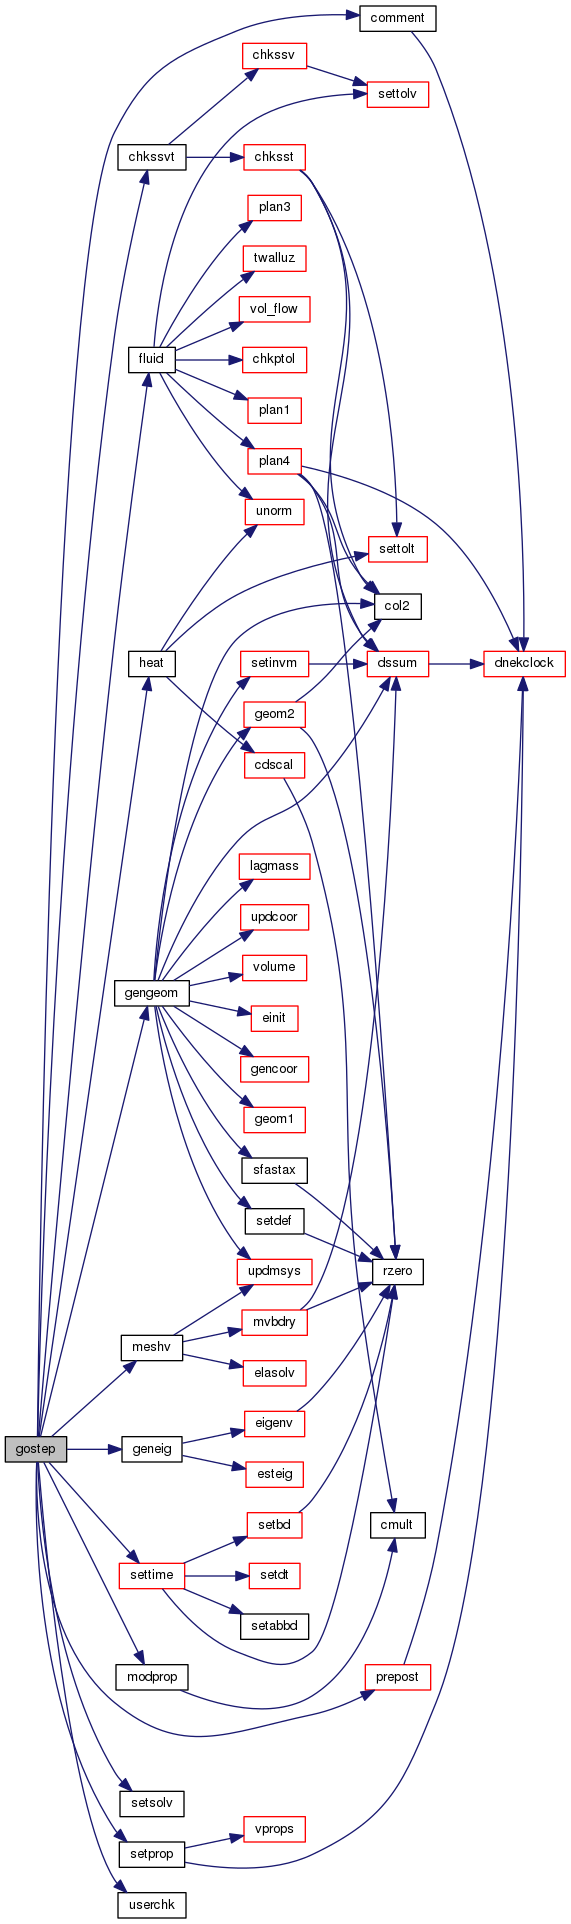 comment
chkssv
settolv
chkssvt
chksst
plan3
twalluz
vol_flow
fluid
chkptol
plan1
plan4
unorm
settolt
col2
heat
setinvm
dssum
dnekclock
geom2
cdscal
lagmass
updcoor
volume
gengeom
einit
gencoor
geom1
sfastax
setdef
updmsys
rzero
mvbdry
meshv
elasolv
eigenv
gostep
geneig
esteig
setbd
cmult
settime
setdt
setabbd
modprop
prepost
setsolv
vprops
setprop
userchk